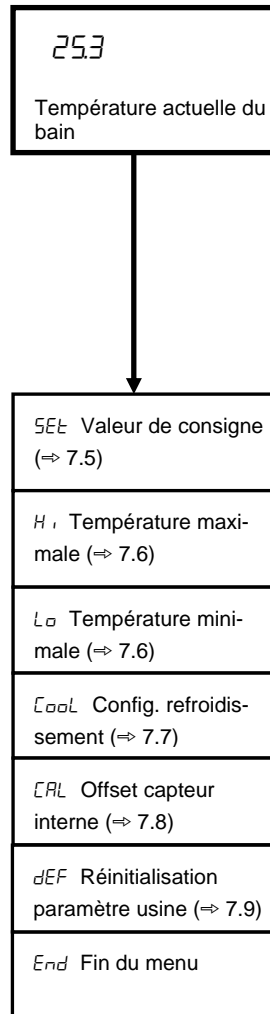 25.3
Température actuelle du
bain
SEt Valeur de consigne
(⇨ 7.5)
Hi Température maxi-
male (⇨ 7.6)
Lo Température mini-
male (⇨ 7.6)
CooL Config. refroidis-
sement (⇨ 7.7)
CAL Offset capteur
interne (⇨ 7.8)
dEF Réinitialisation
paramètre usine (⇨ 7.9)
End Fin du menu